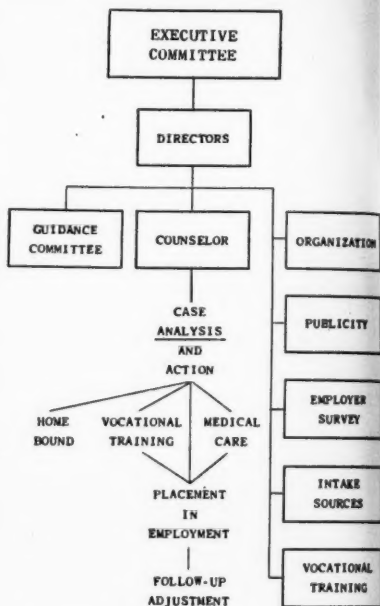 EXECUTIVE
COMMITTEE
DIRECTORS
GUIDANCE
COMMITTEE
COUNSELOR
ORGANIZATION
CASE
ANALYSIS
AND
ACTION
PUBLICITY
HOME
BOUND
VOCATIONAL
TRAINING
MEDICAL
CARE
EMPLOYER
SURVEY
PLACEMENT
IN
EMPLOYMENT
INTAKE
SOURCES
FOLLOW-UP
ADJUSTMENT
VOCATIONAL
TRAINING